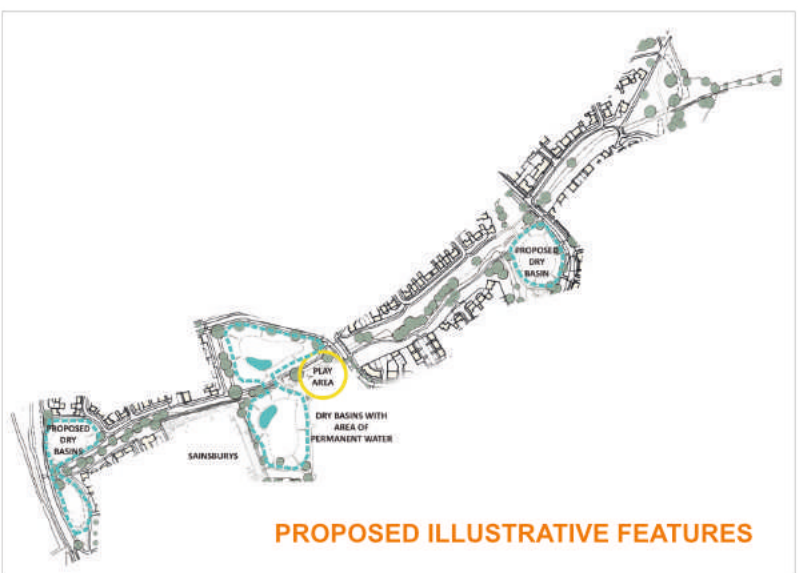 PROPOSED
DRY
BASIN
PLAY
AREA
DRY BASINS WITH
AREA OF
PERMANENT WATER
PROPOSED
DRY
BASINS
SAINSBURYS
PROPOSED ILLUSTRATIVE FEATURES